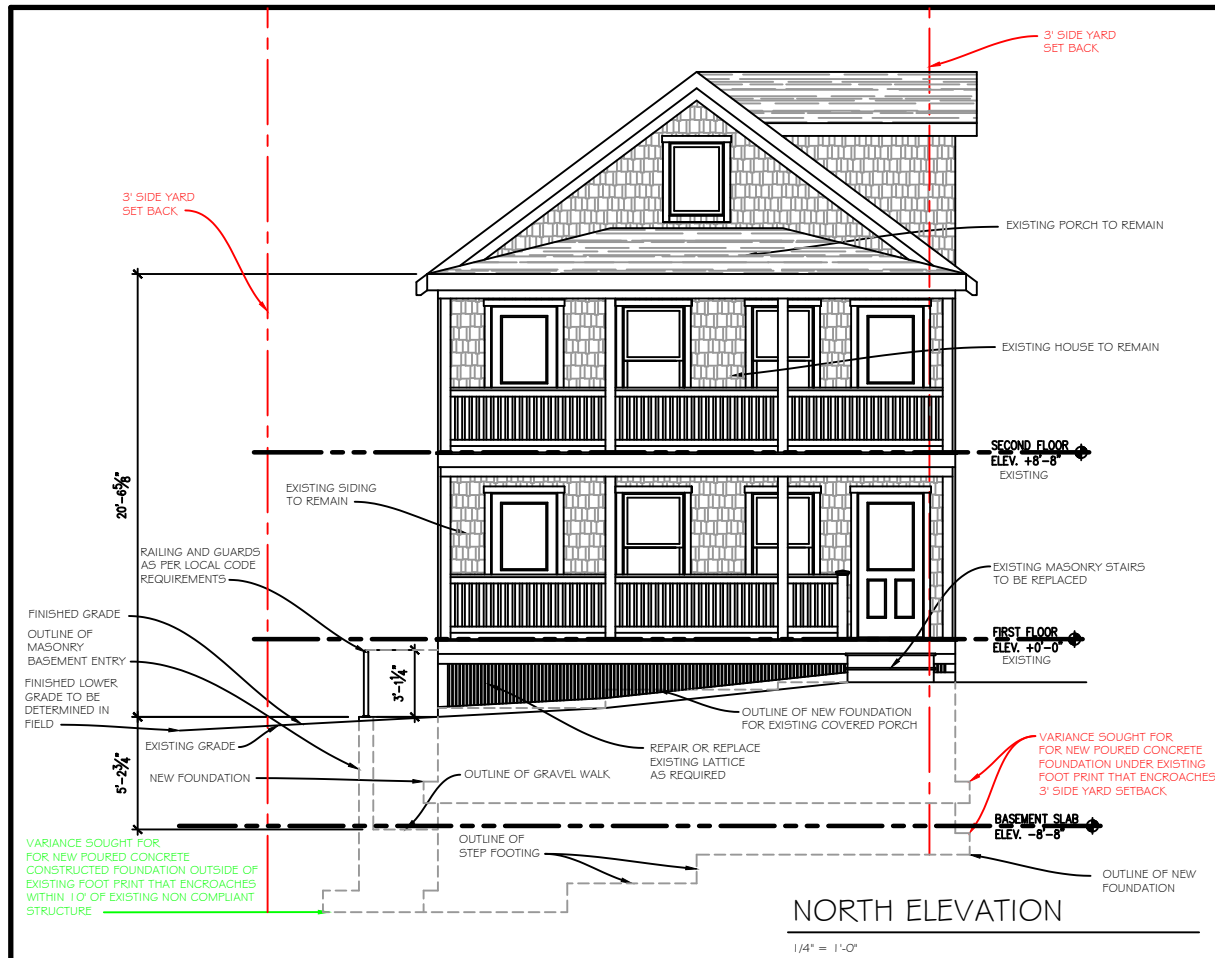 3' SIDE YARD
SET BACK
3' SIDE YARD
SET BACK
EXISTING PORCH TO REMAIN
EXISTING HOUSE TO REMAIN
SECOND FLOOR
ELEV. +8'-8"
EXISTING
20'-6⅝"
EXISTING SIDING
TO REMAIN
RAILING AND GUARDS
AS PER LOCAL CODE
REQUIREMENTS
EXISTING MASONRY STAIRS
TO BE REPLACED
FINISHED GRADE
OUTLINE OF
MASONRY
BASEMENT ENTRY
FIRST FLOOR
ELEV. +0'-0"
EXISTING
FINISHED LOWER
GRADE TO BE
DETERMINED IN
FIELD
3'-1¼"
EXISTING GRADE
OUTLINE OF NEW FOUNDATION
FOR EXISTING COVERED PORCH
REPAIR OR REPLACE
EXISTING LATTICE
AS REQUIRED
NEW FOUNDATION
OUTLINE OF GRAVEL WALK
5'-2¾"
VARIANCE SOUGHT FOR
FOR NEW POURED CONCRETE
FOUNDATION UNDER EXISTING
FOOT PRINT THAT ENCROACHES
3' SIDE YARD SETBACK
BASEMENT SLAB
ELEV. -8'-8"
VARIANCE SOUGHT FOR
FOR NEW POURED CONCRETE
CONSTRUCTED FOUNDATION OUTSIDE OF
EXISTING FOOT PRINT THAT ENCROACHES
WITHIN 10' OF EXISTING NON COMPLIANT
STRUCTURE
OUTLINE OF
STEP FOOTING
OUTLINE OF NEW
FOUNDATION
NORTH ELEVATION
1/4" = 1'-0"